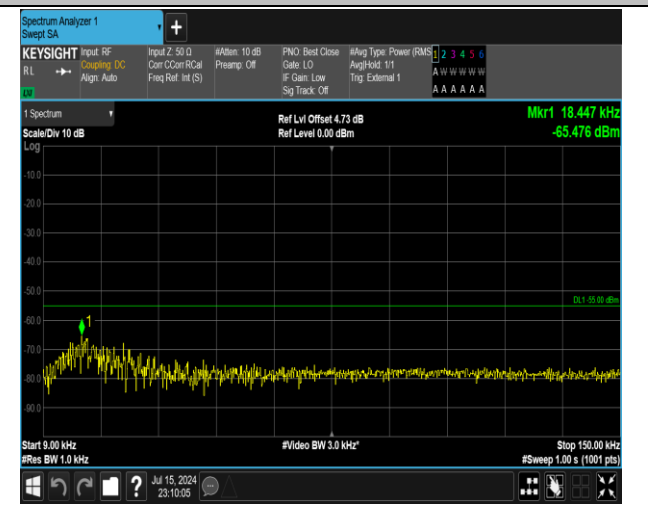 Spectrum Analyzer 1
Swept SA
KEYSIGHT Input: RF Input Z: 50 Ω #Atten: 10 dB PNO: Best Close #Avg Type: Power (RMS 1 2 3 4 5 6
RL Coupling: DC Corr CCorr RCal Preamp: Off Gate: LO Avg|Hold: 1/1 A W W W W W
Align: Auto Freq Ref: Int (S) IF Gain: Low Trig: External 1
Sig Track: Off A A A A A A
1 Spectrum Ref Lvl Offset 4.73 dB Mkr1 18.447 kHz
Scale/Div 10 dB Ref Level 0.00 dBm -65.476 dBm
Log
-10.0
-20.0
-30.0
-40.0
-50.0
DL1 -55.00 dBm
-60.0
1
-70.0
-80.0
-90.0
Start 9.00 kHz #Video BW 3.0 kHz* Stop 150.00 kHz
#Res BW 1.0 kHz #Sweep 1.00 s (1001 pts)
? Jul 15, 2024
23:10:05